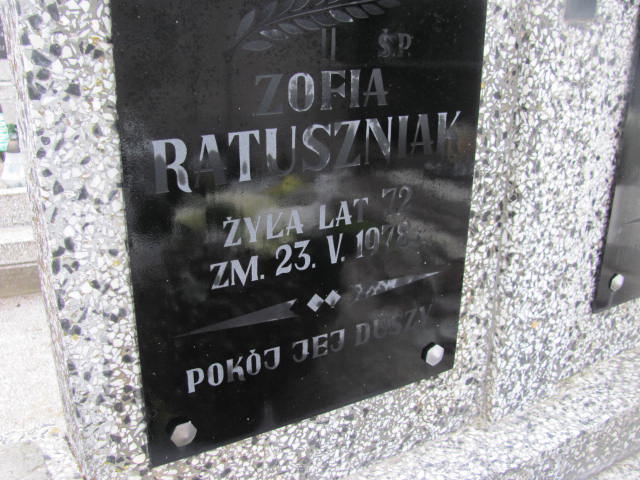 Ś.P.
ZOFIA
RATUSZNIAK
ŻYŁA LAT 72
ZM. 23. V. 1978
POKÓJ JEJ DUSZY